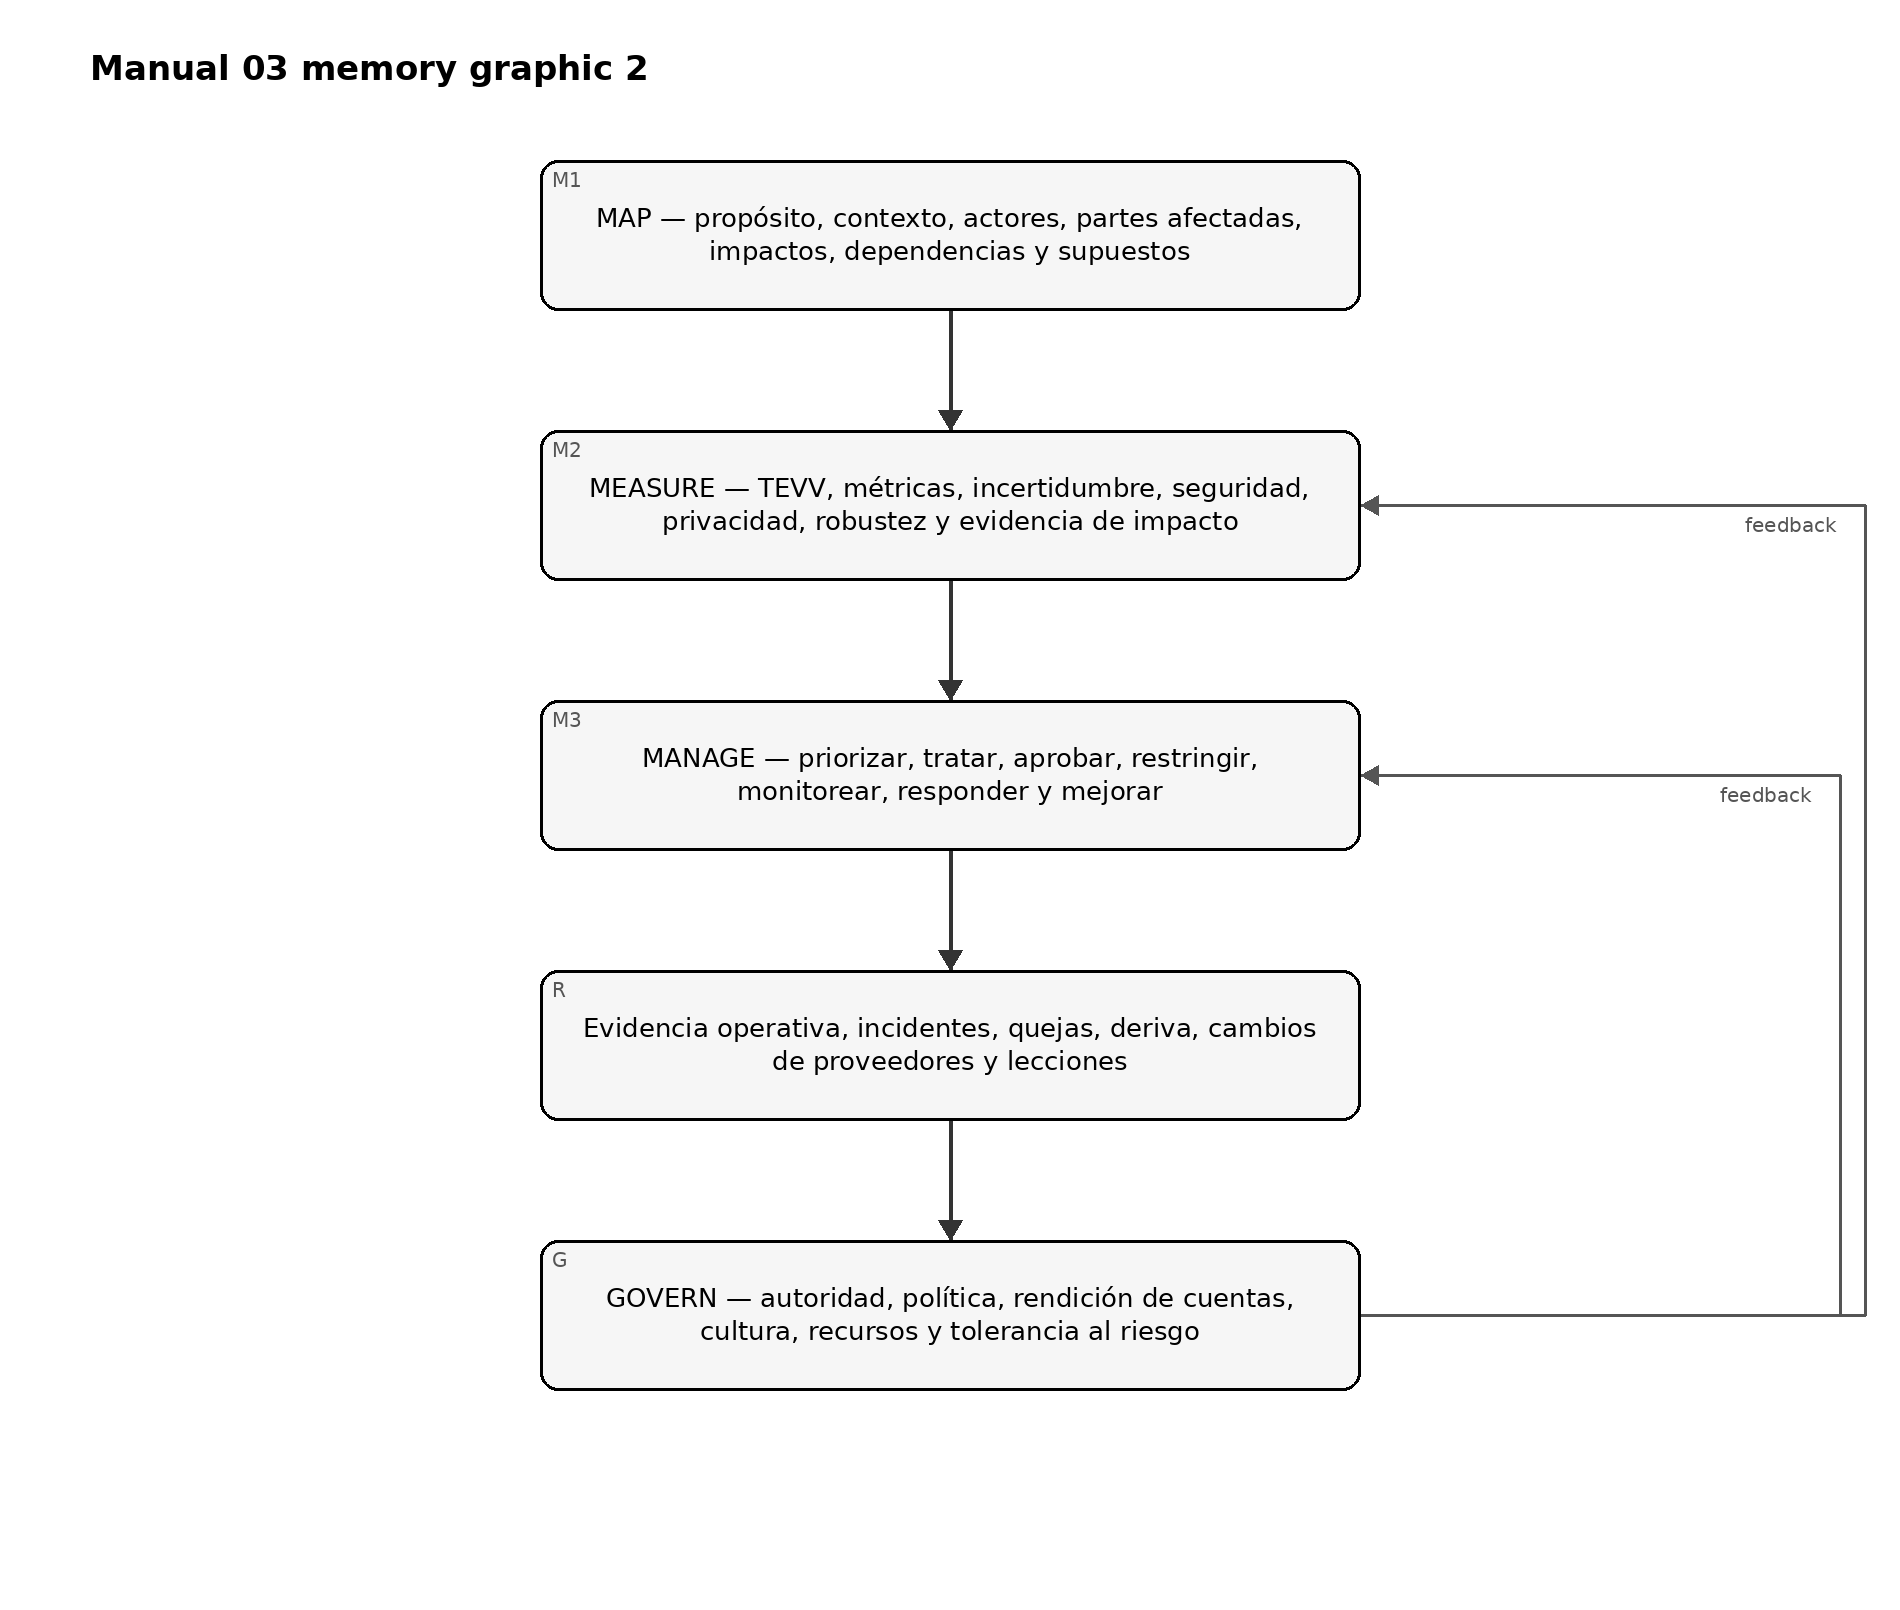 Manual 03 memory graphic 2
M1
MAP — propósito, contexto, actores, partes afectadas,
impactos, dependencias y supuestos
M2
MEASURE — TEVV, métricas, incertidumbre, seguridad,
privacidad, robustez y evidencia de impacto
feedback
M3
MANAGE — priorizar, tratar, aprobar, restringir,
monitorear, responder y mejorar
feedback
R
Evidencia operativa, incidentes, quejas, deriva, cambios
de proveedores y lecciones
G
GOVERN — autoridad, política, rendición de cuentas,
cultura, recursos y tolerancia al riesgo